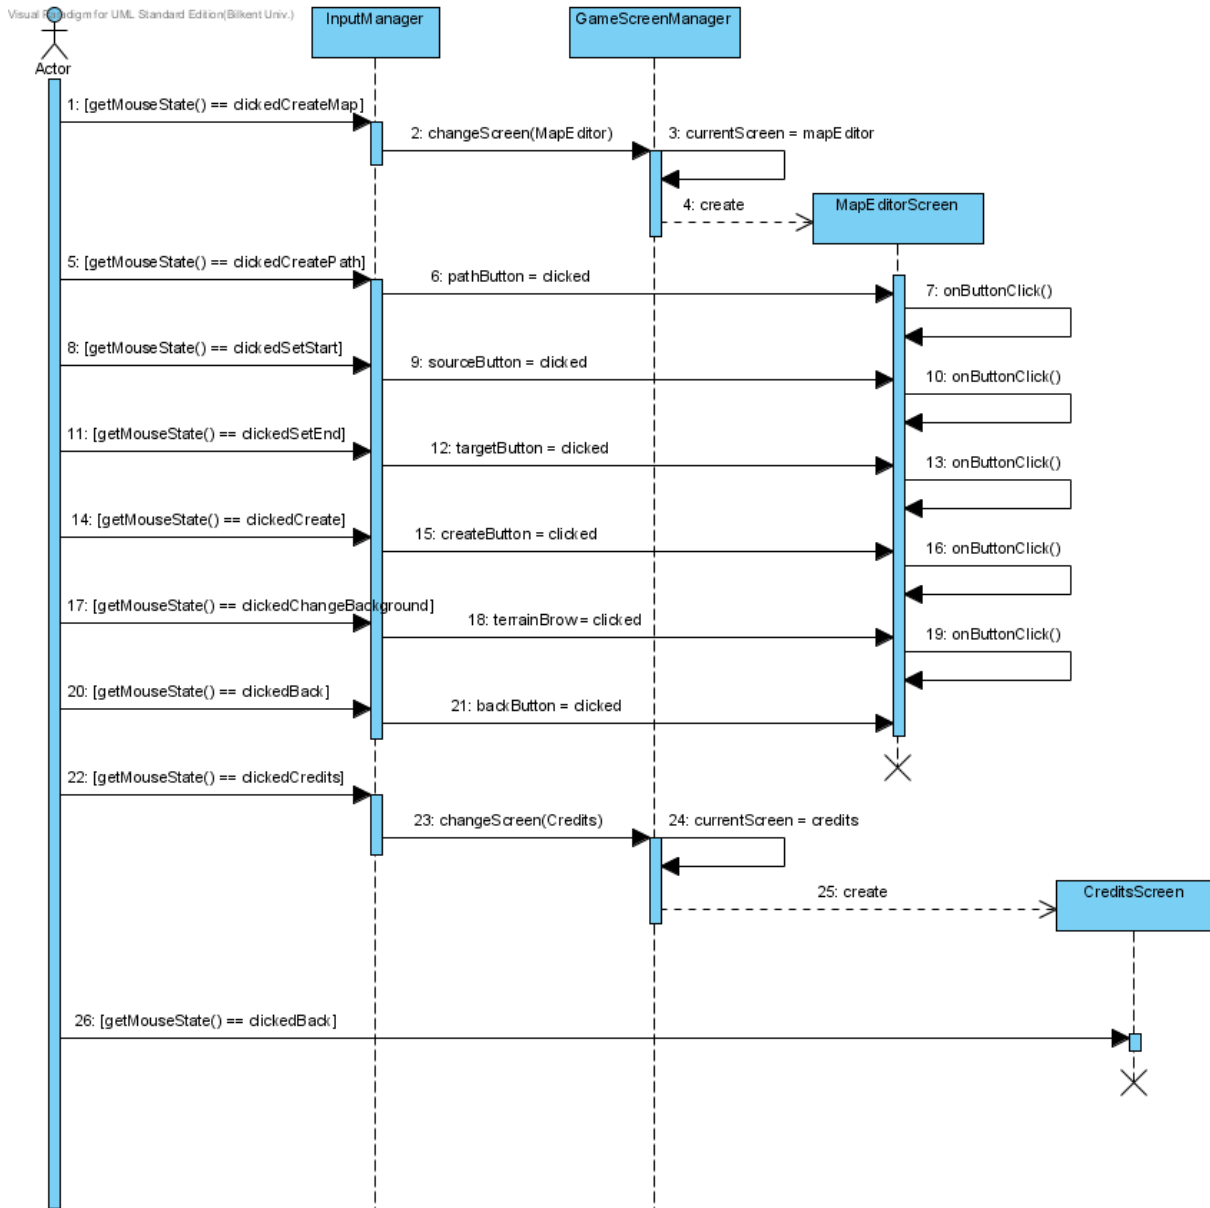 Visual Paradigm for UML Standard Edition(Bilkent Univ.)
InputManager
GameScreenManager
Actor
1: [getMouseState() == clickedCreateMap]
2: changeScreen(MapEditor)
3: currentScreen = mapEditor
4: create
MapEditorScreen
5: [getMouseState() == clickedCreatePath]
6: pathButton = clicked
7: onButtonClick()
8: [getMouseState() == clickedSetStart]
9: sourceButton = clicked
10: onButtonClick()
11: [getMouseState() == clickedSetEnd]
12: targetButton = clicked
13: onButtonClick()
14: [getMouseState() == clickedCreate]
15: createButton = clicked
16: onButtonClick()
17: [getMouseState() == clickedChangeBackground]
18: terrainBrow = clicked
19: onButtonClick()
20: [getMouseState() == clickedBack]
21: backButton = clicked
22: [getMouseState() == clickedCredits]
23: changeScreen(Credits)
24: currentScreen = credits
25: create
CreditsScreen
26: [getMouseState() == clickedBack]